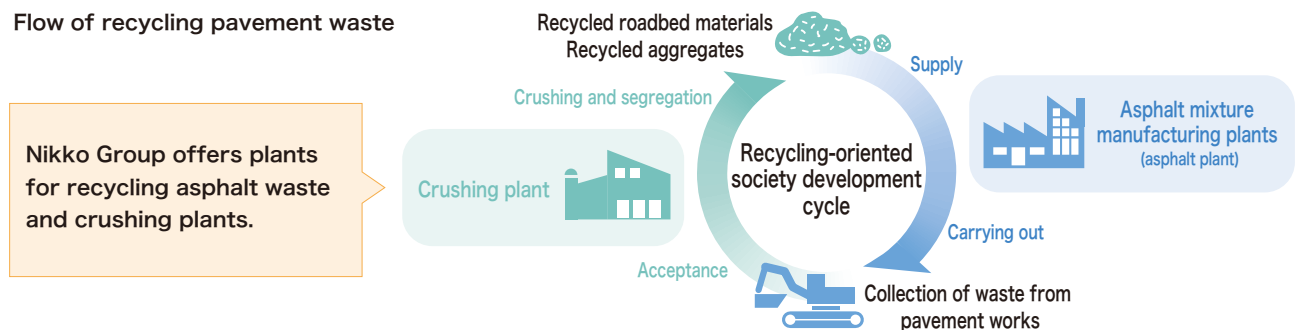 Flow of recycling pavement waste
Nikko Group offers plants
for recycling asphalt waste
and crushing plants.
Recycled roadbed materials
Recycled aggregates
Supply
Crushing and segregation
Asphalt mixture
manufacturing plants
(asphalt plant)
Crushing plant
Recycling-oriented
society development
cycle
Carrying out
Acceptance
Collection of waste from
pavement works